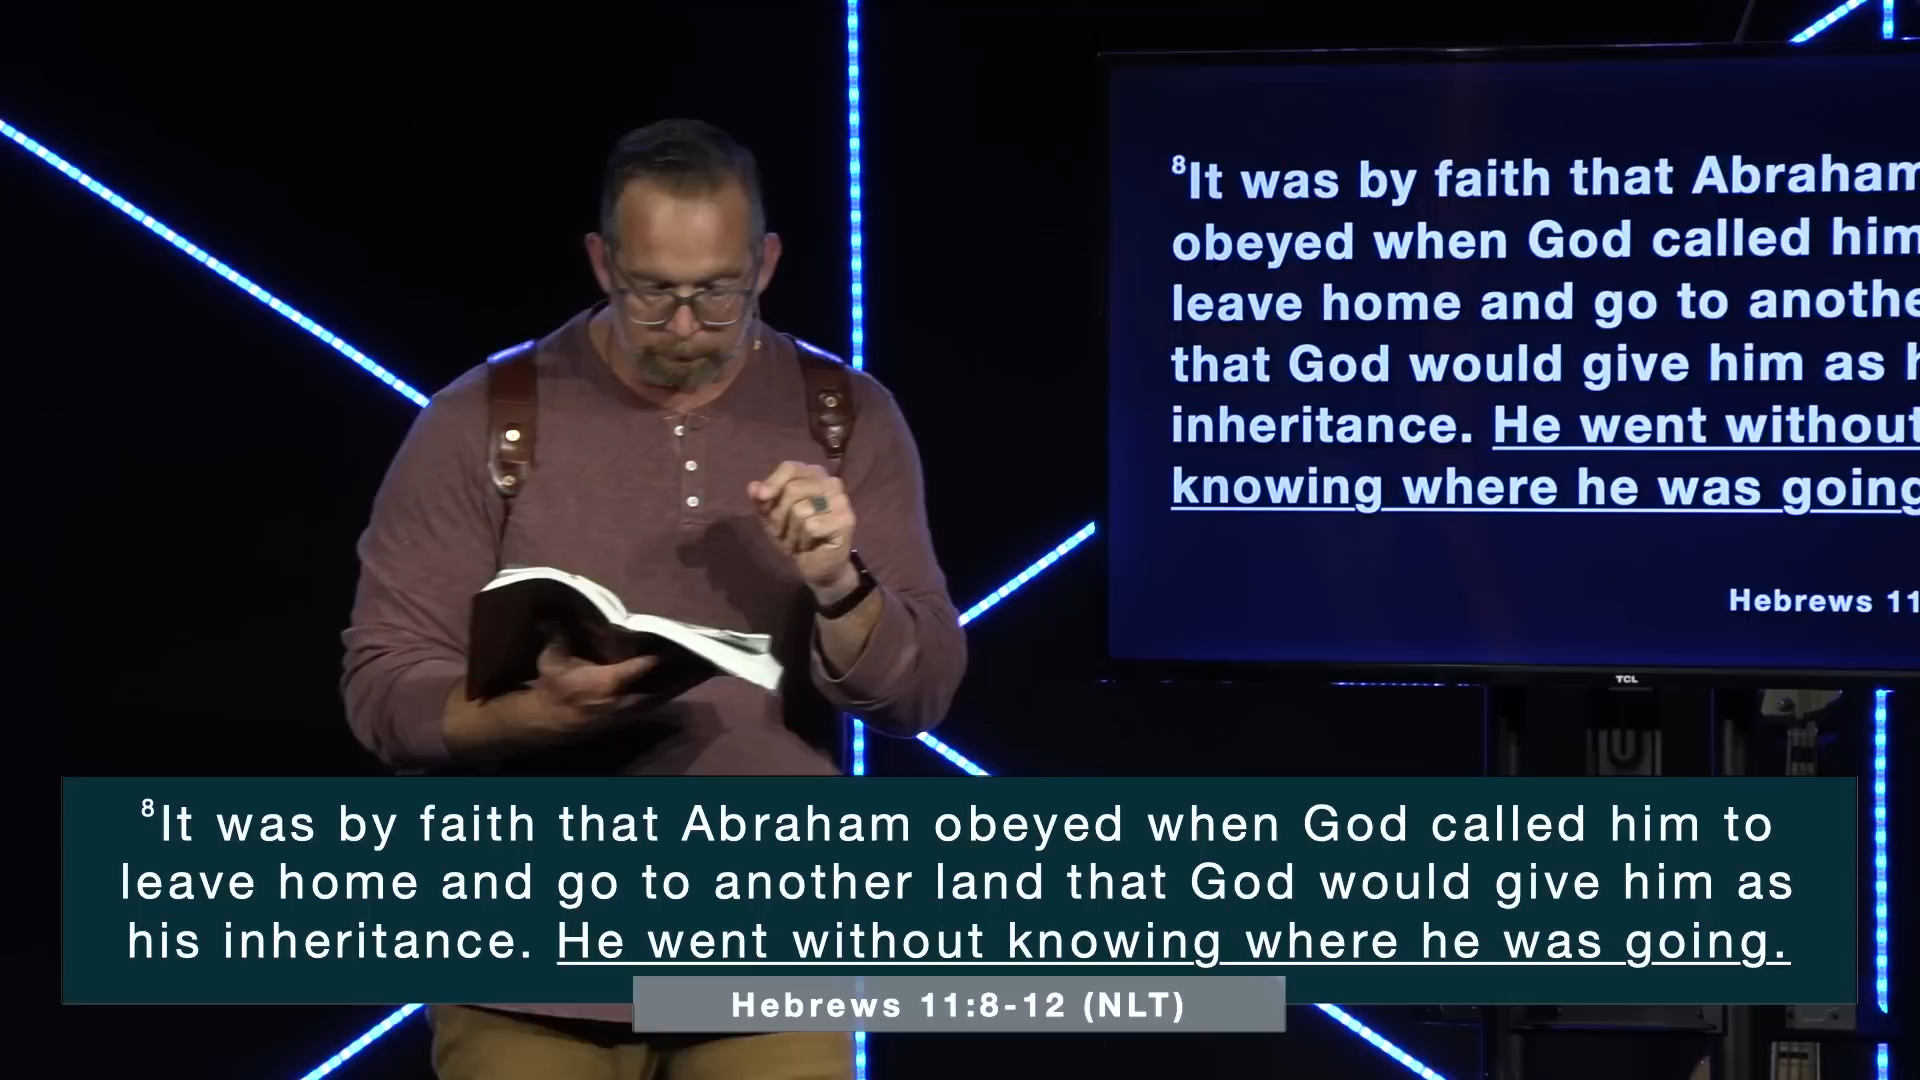 ⁸It was by faith that Abraham
obeyed when God called him
leave home and go to anothe
that God would give him as h
inheritance. He went without
knowing where he was going
Hebrews 11
TCL
⁸It was by faith that Abraham obeyed when God called him to
leave home and go to another land that God would give him as
his inheritance. He went without knowing where he was going.
Hebrews 11:8-12 (NLT)